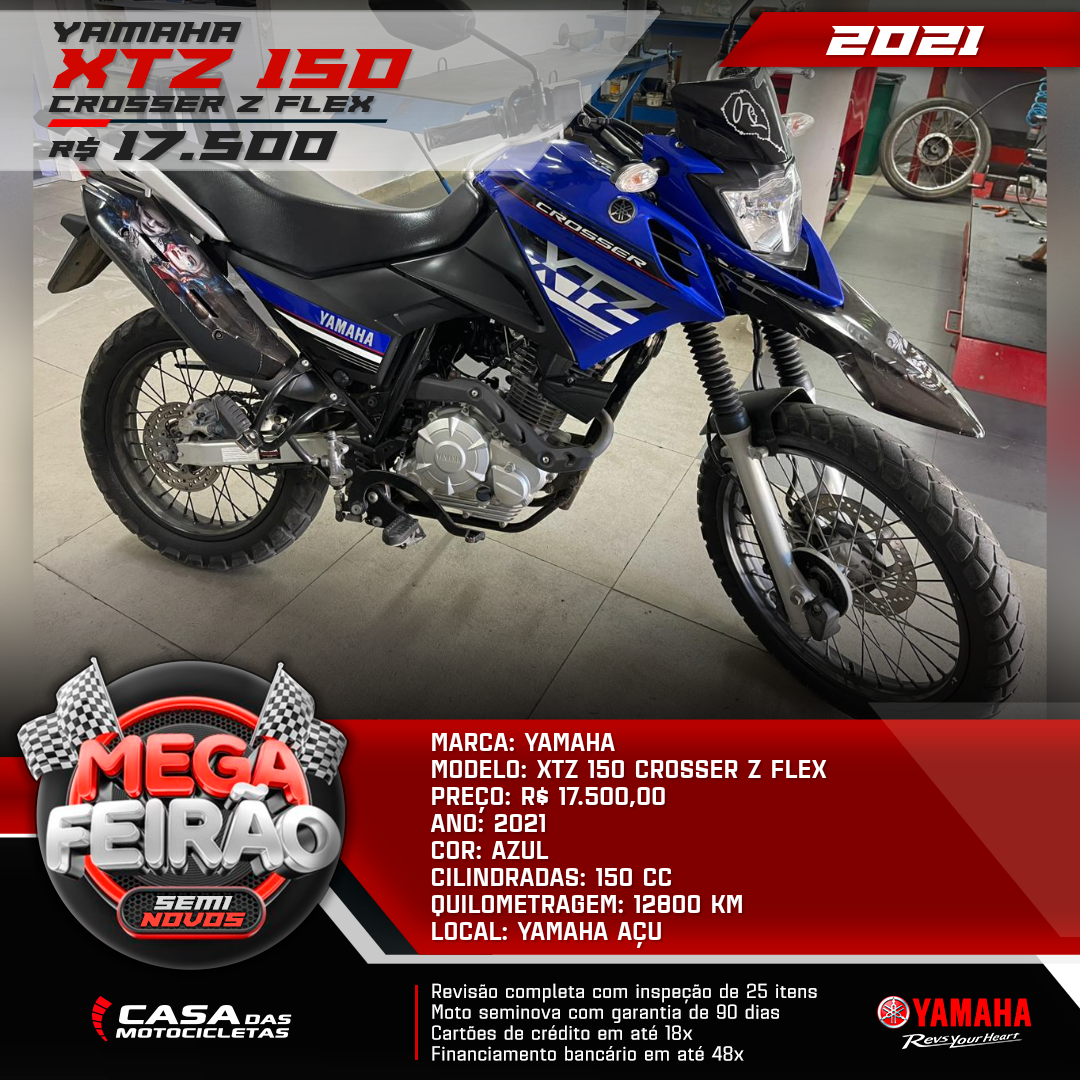 YAMAHA
XTZ 150
CROSSER Z FLEX
R$ 17.500
2021
CROSSER
XTZ
YAMAHA
MEGA
FEIRÃO
SEMI
NOVOS
MARCA: YAMAHA
MODELO: XTZ 150 CROSSER Z FLEX
PREÇO: R$ 17.500,00
ANO: 2021
COR: AZUL
CILINDRADAS: 150 CC
QUILOMETRAGEM: 12800 KM
LOCAL: YAMAHA AÇU
CASA DAS
MOTOCICLETAS
Revisão completa com inspeção de 25 itens
Moto seminova com garantia de 90 dias
Cartões de crédito em até 18x
Financiamento bancário em até 48x
YAMAHA
Revs Your Heart